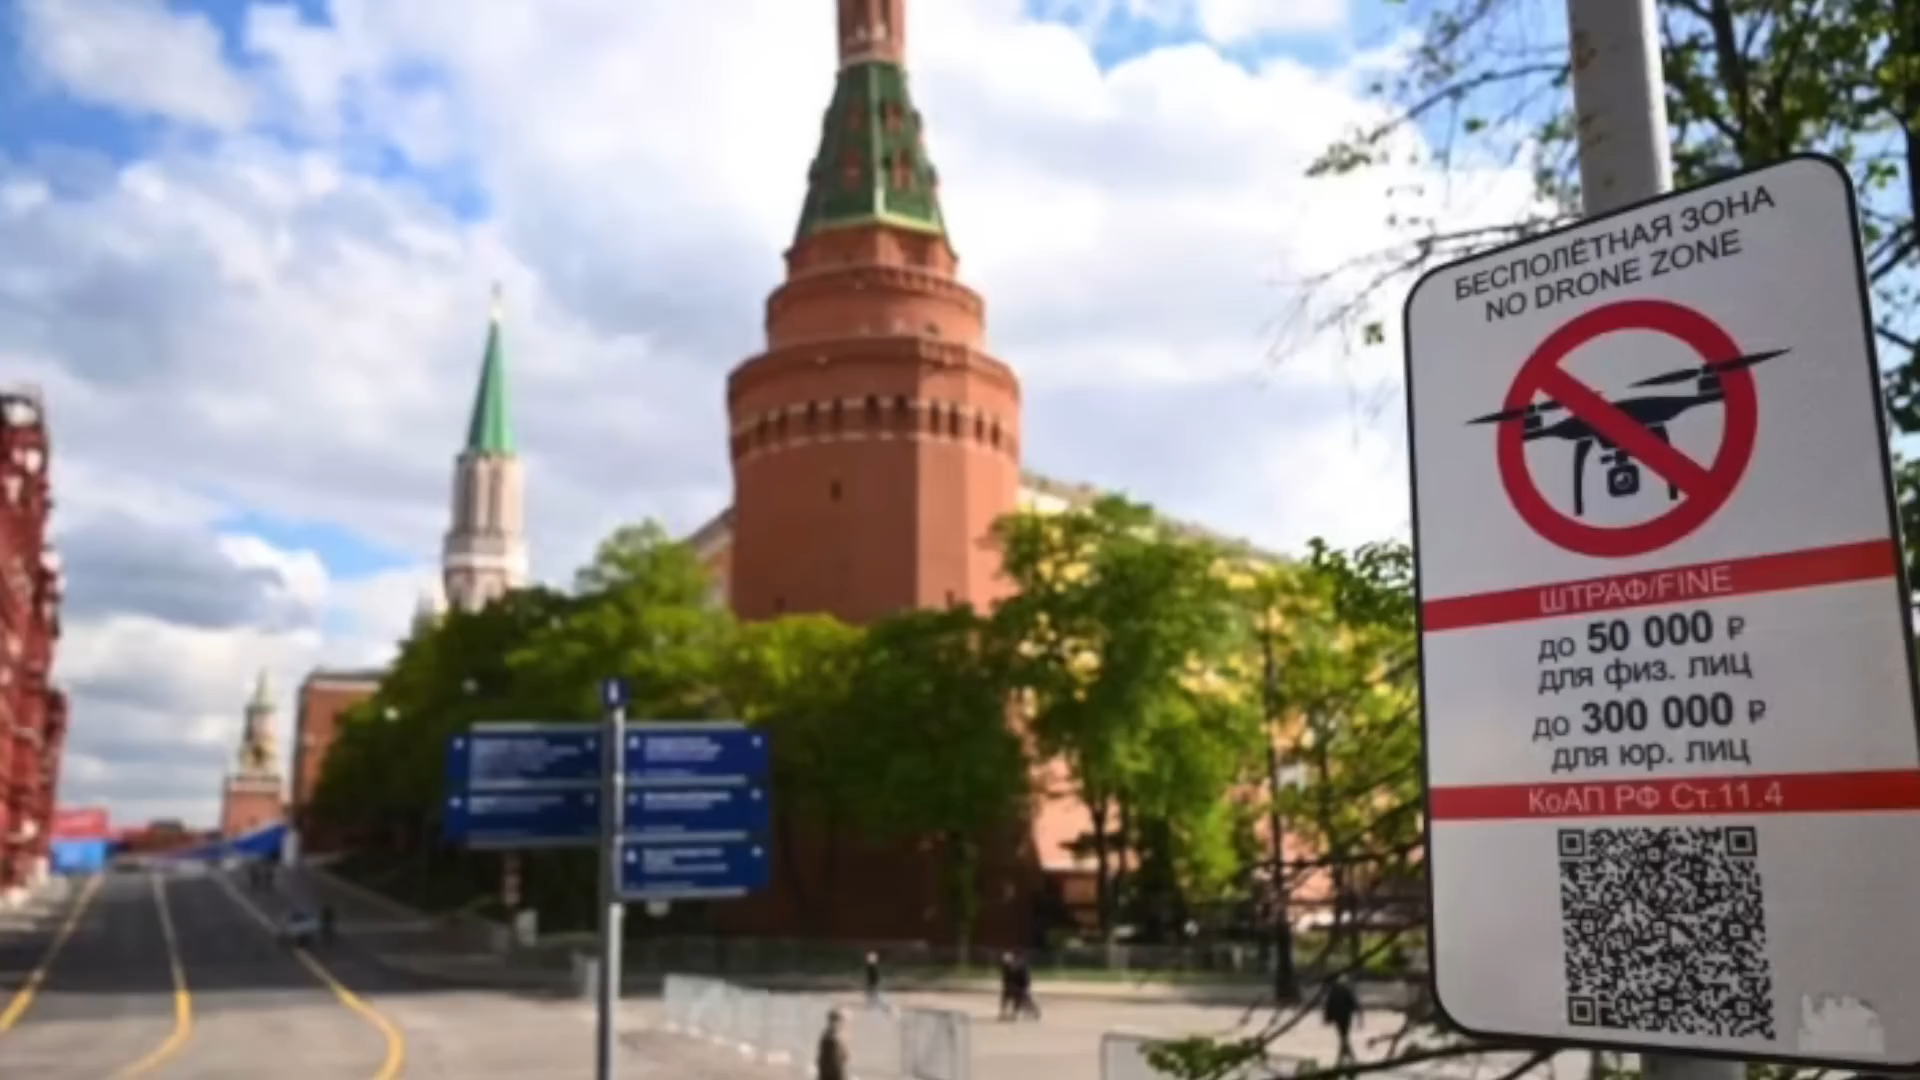 БЕСПОЛЁТНАЯ ЗОНА
NO DRONE ZONE
ШТРАФ/FINE
до 50 000 ₽
для физ. лиц
до 300 000 ₽
для юр. лиц
КоАП РФ Ст.11.4